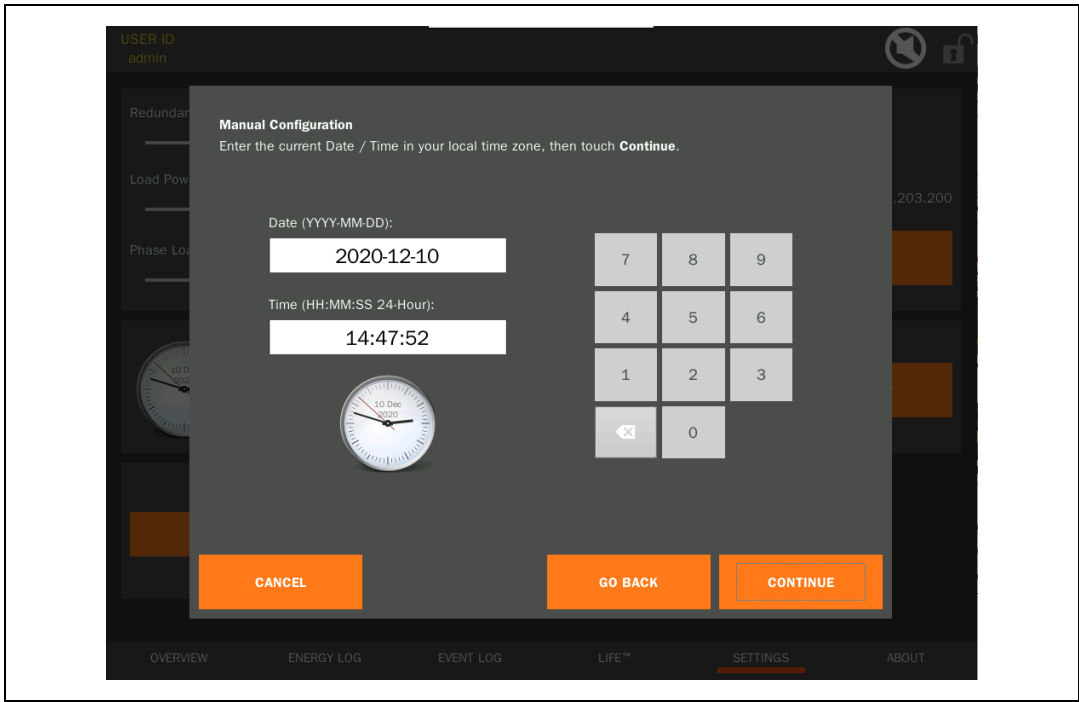 USER ID
admin
Redundan
Load Pow
.203.200
Phase Loa
10 D
202
Manual Configuration
Enter the current Date / Time in your local time zone, then touch Continue.
Date (YYYY-MM-DD):
2020-12-10
Time (HH:MM:SS 24-Hour):
14:47:52
10 Dec
2020
7 8 9
4 5 6
1 2 3
0
CANCEL GO BACK CONTINUE
OVERVIEW ENERGY LOG EVENT LOG LIFE™ SETTINGS ABOUT